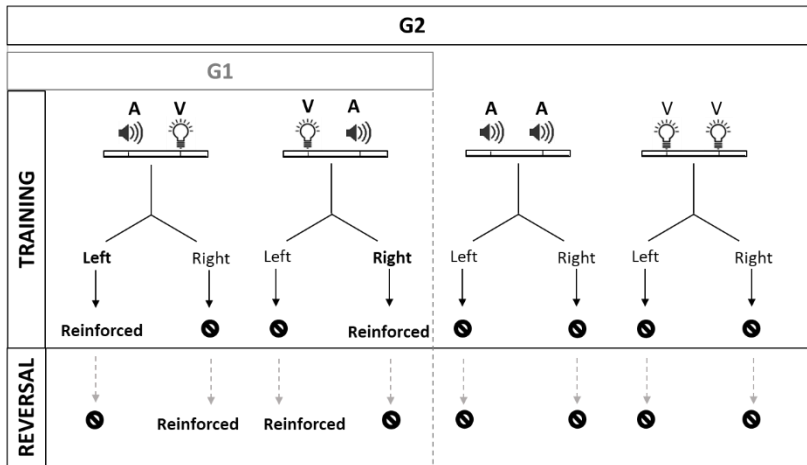 G2
G1
TRAINING
A V
V A
A A
V V
Left Right
Left Right
Left Right
Left Right
Reinforced
Reinforced
REVERSAL
Reinforced
Reinforced